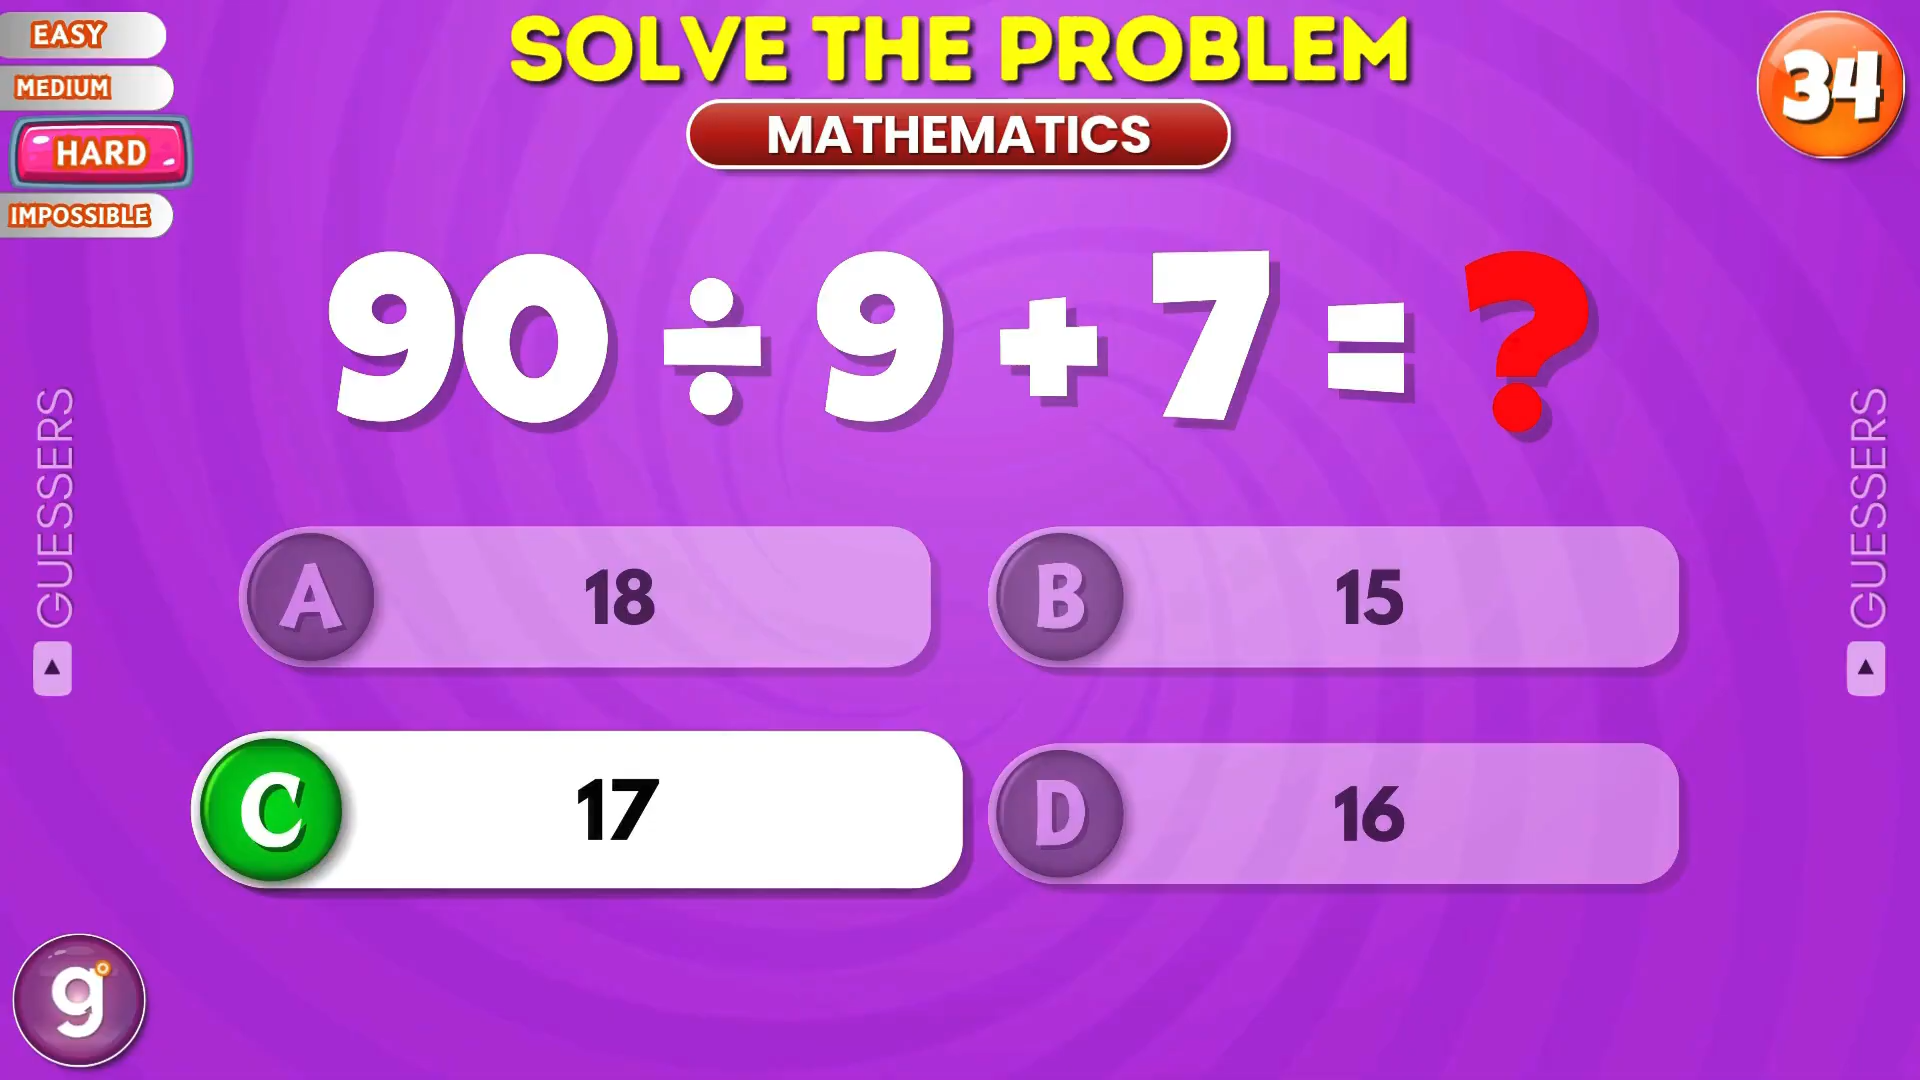 EASY
MEDIUM
HARD
IMPOSSIBLE
SOLVE THE PROBLEM
MATHEMATICS
34
90 ÷ 9 + 7 = ?
A 18
B 15
C 17
D 16
GUESSERS
GUESSERS
g